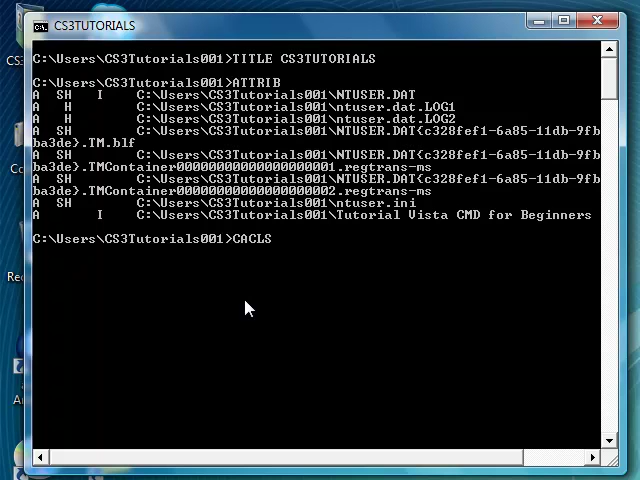 CS3TUTORIALS
CS3
C:\Users\CS3Tutorials001>TITLE CS3TUTORIALS
C:\Users\CS3Tutorials001>ATTRIB
A  SH   I    C:\Users\CS3Tutorials001\NTUSER.DAT
A   H        C:\Users\CS3Tutorials001\ntuser.dat.LOG1
A   H        C:\Users\CS3Tutorials001\ntuser.dat.LOG2
A  SH        C:\Users\CS3Tutorials001\NTUSER.DAT{c328fef1-6a85-11db-9fb
ba3de}.TM.blf
A  SH        C:\Users\CS3Tutorials001\NTUSER.DAT{c328fef1-6a85-11db-9fb
ba3de}.TMContainer00000000000000000001.regtrans-ms
A  SH        C:\Users\CS3Tutorials001\NTUSER.DAT{c328fef1-6a85-11db-9fb
ba3de}.TMContainer00000000000000000002.regtrans-ms
A  SH        C:\Users\CS3Tutorials001\ntuser.ini
A       I    C:\Users\CS3Tutorials001\Tutorial Vista CMD for Beginners
C:\Users\CS3Tutorials001>CACLS
Co
Rec
a
An